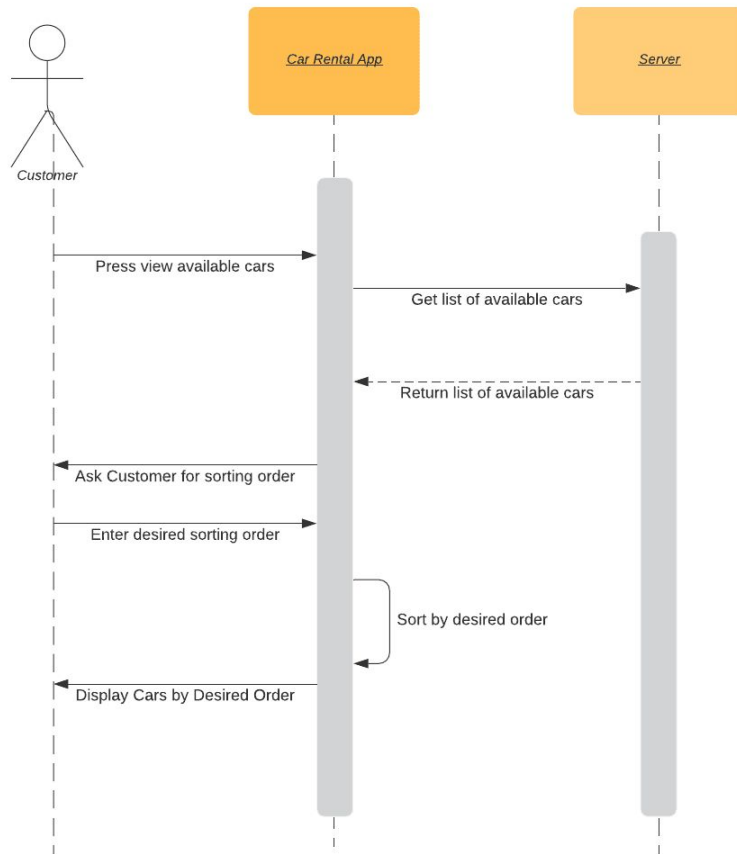 Car Rental App
Server
Customer
Press view available cars
Get list of available cars
Return list of available cars
Ask Customer for sorting order
Enter desired sorting order
Sort by desired order
Display Cars by Desired Order